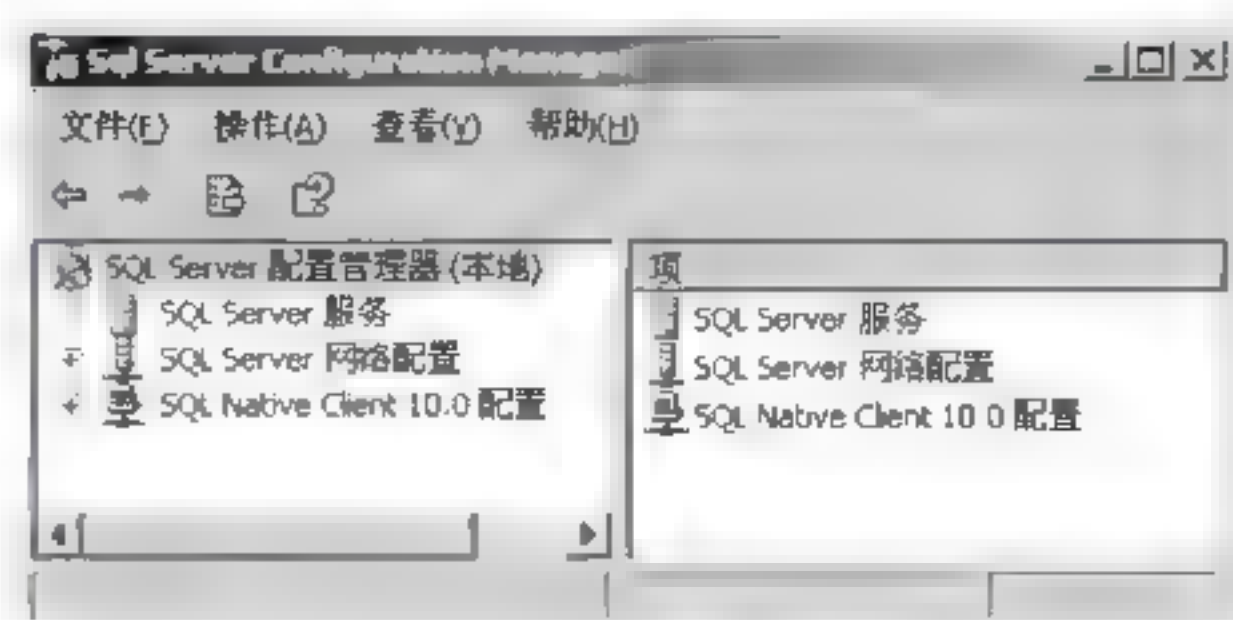 Sql Server Configuration Manager
文件(F) 操作(A) 查看(V) 帮助(H)
SQL Server 配置管理器 (本地)
SQL Server 服务
SQL Server 网络配置
SQL Native Client 10.0 配置
项
SQL Server 服务
SQL Server 网络配置
SQL Native Client 10.0 配置